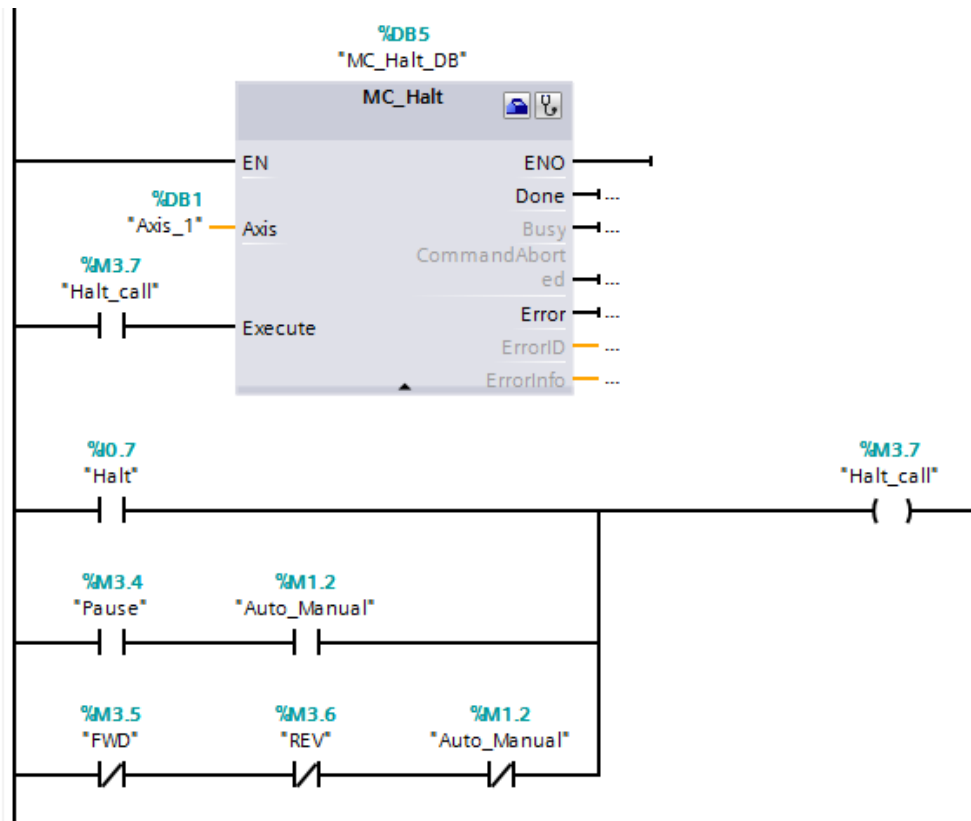 %DB5
"MC_Halt_DB"
MC_Halt
EN
ENO
%DB1
Done
...
"Axis_1"
Axis
Busy
...
%M3.7
CommandAbort
"Halt_call"
ed
...
Execute
Error
...
ErrorID
...
ErrorInfo
...
%I0.7
%M3.7
"Halt"
"Halt_call"
%M3.4
%M1.2
"Pause"
"Auto_Manual"
%M3.5
%M3.6
%M1.2
"FWD"
"REV"
"Auto_Manual"